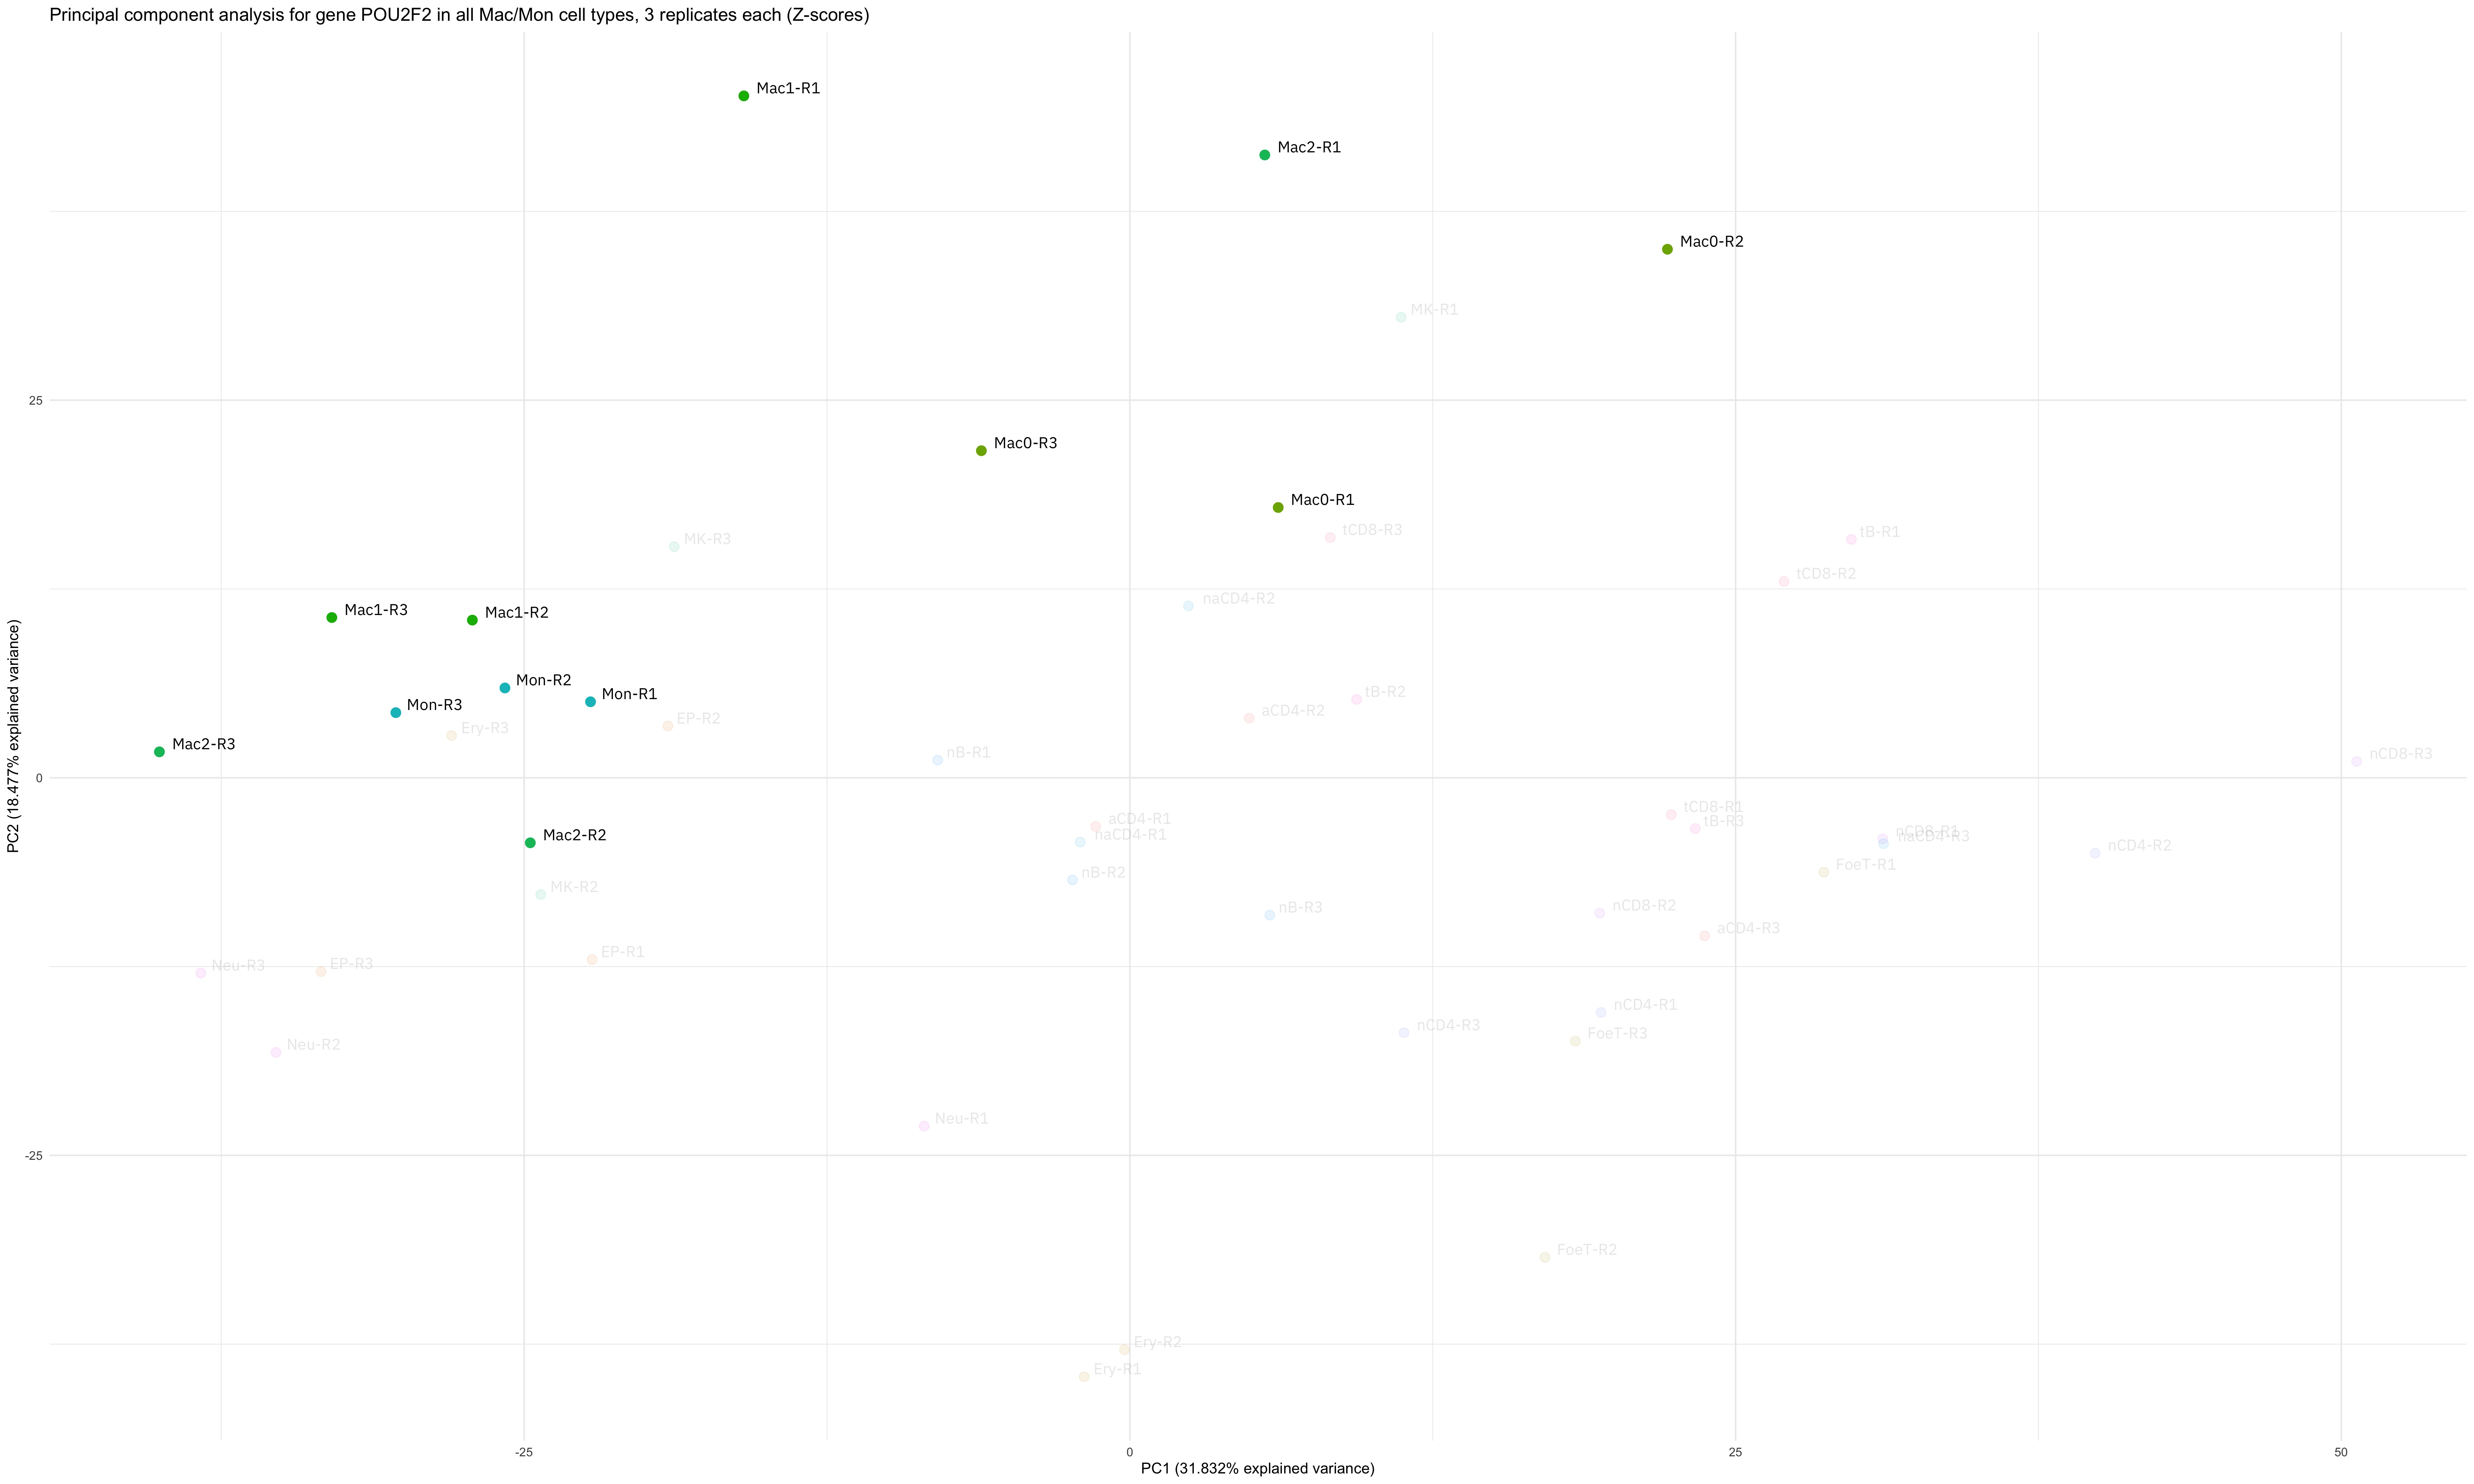 Principal component analysis for gene POU2F2 in all Mac/Mon cell types, 3 replicates each (Z-scores)
Mac1-R1
Mac2-R1
Mac0-R2
MK-R1
25
Mac0-R3
Mac0-R1
tCD8-R3
tB-R1
MK-R3
tCD8-R2
naCD4-R2
Mac1-R3
Mac1-R2
Mon-R2
Mon-R1
tB-R2
Mon-R3
aCD4-R2
EP-R2
Ery-R3
Mac2-R3
nB-R1
nCD8-R3
0
PC2 (18.477% explained variance)
tCD8-R1
aCD4-R1
tB-R3
nCD8-R1
Mac2-R2
naCD4-R1
naCD4-R3
nCD4-R2
FoeT-R1
nB-R2
MK-R2
nCD8-R2
nB-R3
aCD4-R3
EP-R1
Neu-R3
EP-R3
nCD4-R1
nCD4-R3
FoeT-R3
Neu-R2
Neu-R1
-25
FoeT-R2
Ery-R2
Ery-R1
-25
0
25
50
PC1 (31.832% explained variance)